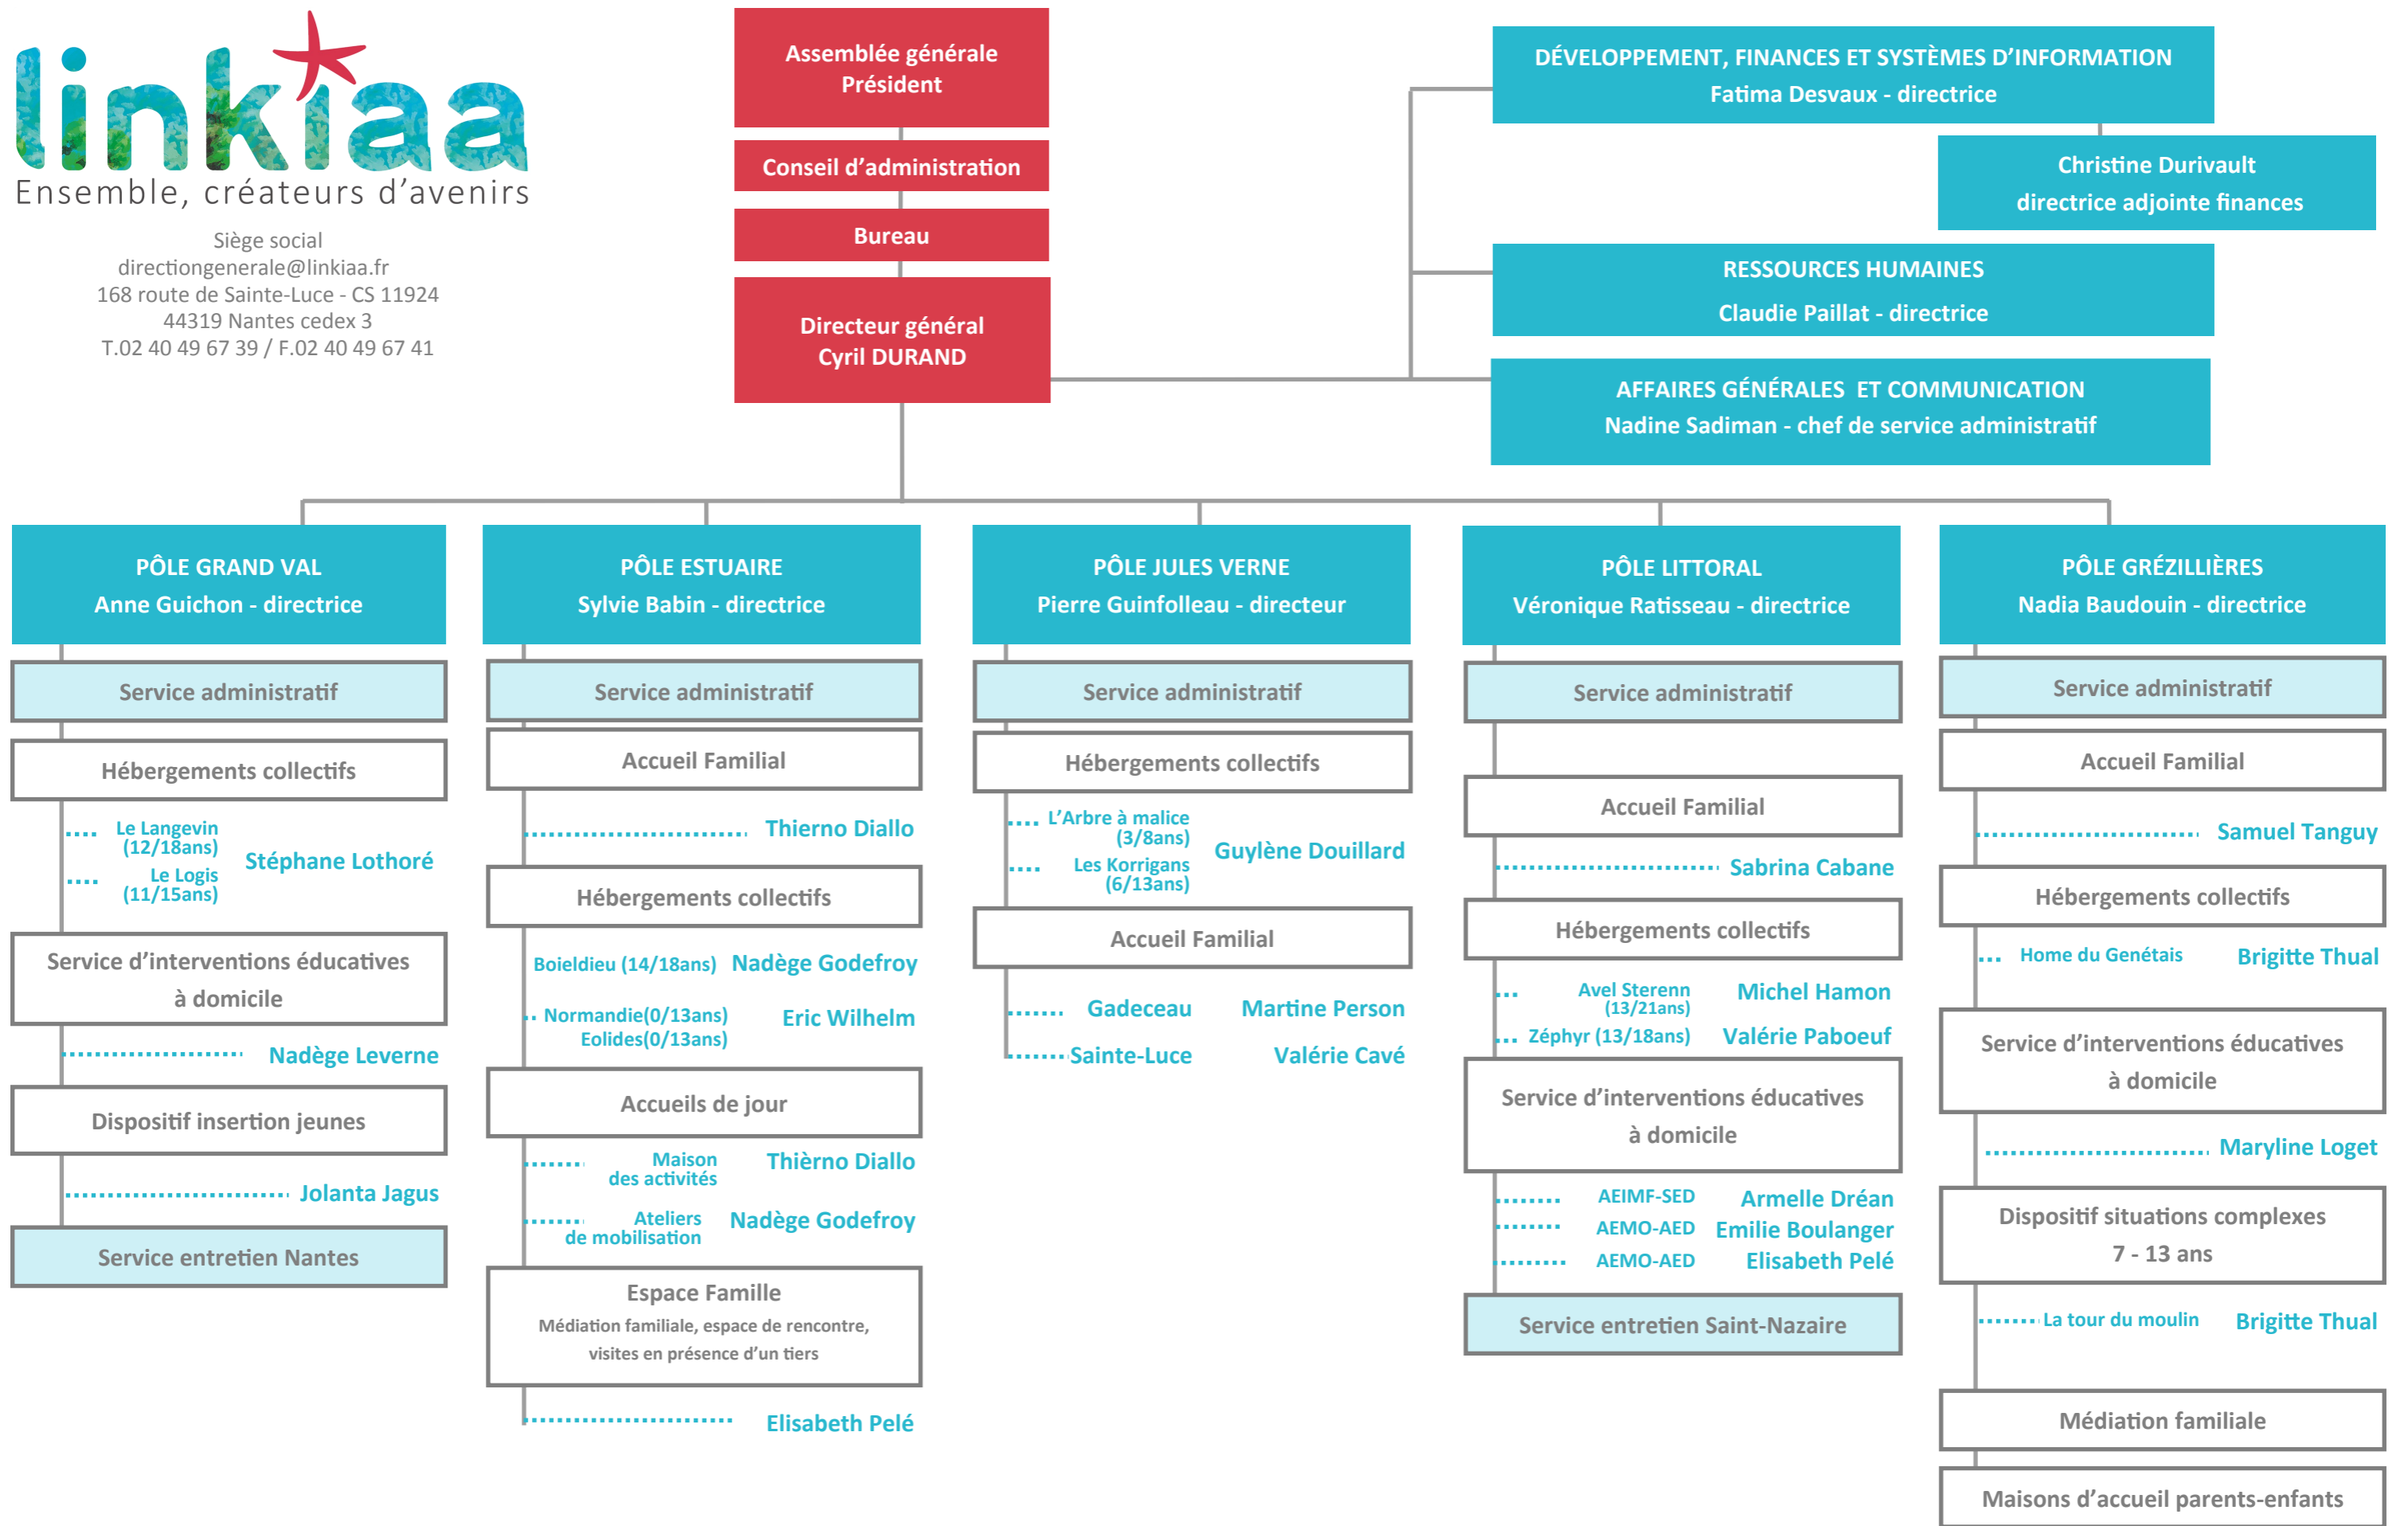 linkiaa
Ensemble, créateurs d'avenirs
Siège social
directiongenerale@linkiaa.fr
168 route de Sainte-Luce - CS 11924
44319 Nantes cedex 3
T.02 40 49 67 39 / F.02 40 49 67 41
Assemblée générale
Président
Conseil d'administration
Bureau
Directeur général
Cyril DURAND
DÉVELOPPEMENT, FINANCES ET SYSTÈMES D'INFORMATION
Fatima Desvaux - directrice
Christine Durivault
directrice adjointe finances
RESSOURCES HUMAINES
Claudie Paillat - directrice
AFFAIRES GÉNÉRALES ET COMMUNICATION
Nadine Sadiman - chef de service administratif
PÔLE GRAND VAL
Anne Guichon - directrice
Service administratif
Hébergements collectifs
Le Langevin
(12/18ans)
Le Logis
(11/15ans)
Stéphane Lothoré
Service d'interventions éducatives
à domicile
Nadège Leverne
Dispositif insertion jeunes
Jolanta Jagus
Service entretien Nantes
PÔLE ESTUAIRE
Sylvie Babin - directrice
Service administratif
Accueil Familial
Thierno Diallo
Hébergements collectifs
Boieldieu (14/18ans) Nadège Godefroy
Normandie(0/13ans)
Eolides(0/13ans)
Eric Wilhelm
Accueils de jour
Maison
des activités
Thièrno Diallo
Ateliers
de mobilisation
Nadège Godefroy
Espace Famille
Médiation familiale, espace de rencontre,
visites en présence d'un tiers
Elisabeth Pelé
PÔLE JULES VERNE
Pierre Guinfolleau - directeur
Service administratif
Hébergements collectifs
L'Arbre à malice
(3/8ans)
Les Korrigans
(6/13ans)
Guylène Douillard
Accueil Familial
Gadeceau Martine Person
Sainte-Luce Valérie Cavé
PÔLE LITTORAL
Véronique Ratisseau - directrice
Service administratif
Accueil Familial
Sabrina Cabane
Hébergements collectifs
Avel Sterenn
(13/21ans)
Michel Hamon
Zéphyr (13/18ans) Valérie Paboeuf
Service d'interventions éducatives
à domicile
AEIMF-SED Armelle Dréan
AEMO-AED Emilie Boulanger
AEMO-AED Elisabeth Pelé
Service entretien Saint-Nazaire
PÔLE GRÉZILLIÈRES
Nadia Baudouin - directrice
Service administratif
Accueil Familial
Samuel Tanguy
Hébergements collectifs
Home du Genétais Brigitte Thual
Service d'interventions éducatives
à domicile
Maryline Loget
Dispositif situations complexes
7 - 13 ans
La tour du moulin Brigitte Thual
Médiation familiale
Maisons d'accueil parents-enfants